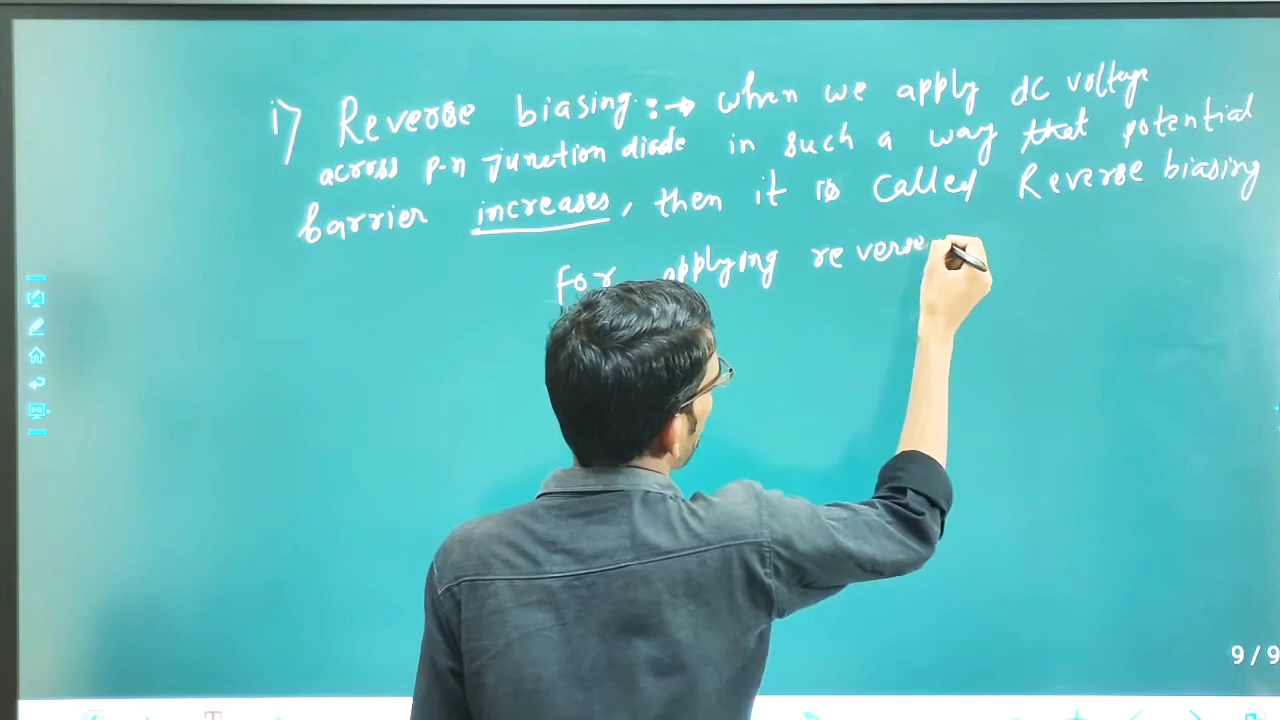 i) Reverse biasing :→ when we apply dc voltage
across p-n junction diode in such a way that potential
barrier increases, then it is called Reverse biasing
For applying reverse
9/9